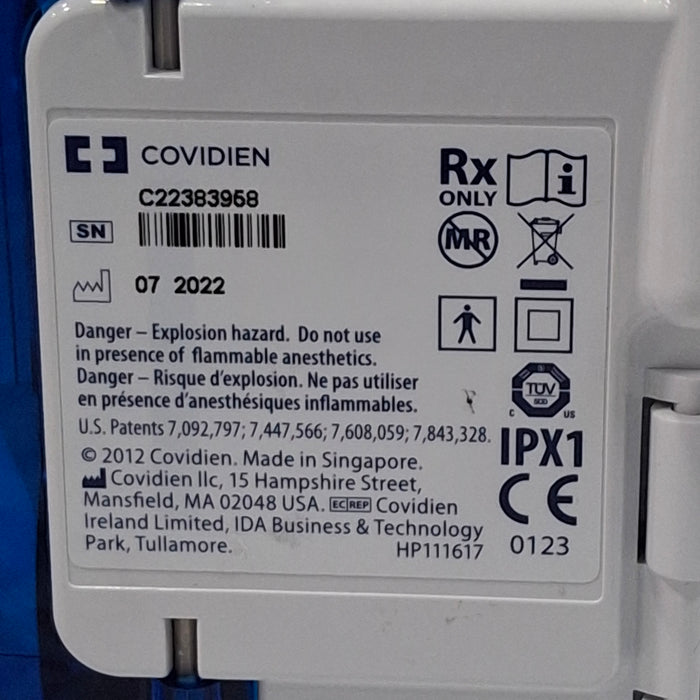 COVIDIEN
C22383958
SN
07 2022
Danger – Explosion hazard. Do not use
in presence of flammable anesthetics.
Danger – Risque d'explosion. Ne pas utiliser
en présence d'anesthésiques inflammables.
U.S. Patents 7,092,797; 7,447,566; 7,608,059; 7,843,328.
© 2012 Covidien. Made in Singapore.
Covidien llc, 15 Hampshire Street,
Mansfield, MA 02048 USA. EC REP Covidien
Ireland Limited, IDA Business & Technology
Park, Tullamore.
HP111617
Rx
ONLY
i
MR
TÜV
SÜD
C US
IPX1
CE
0123